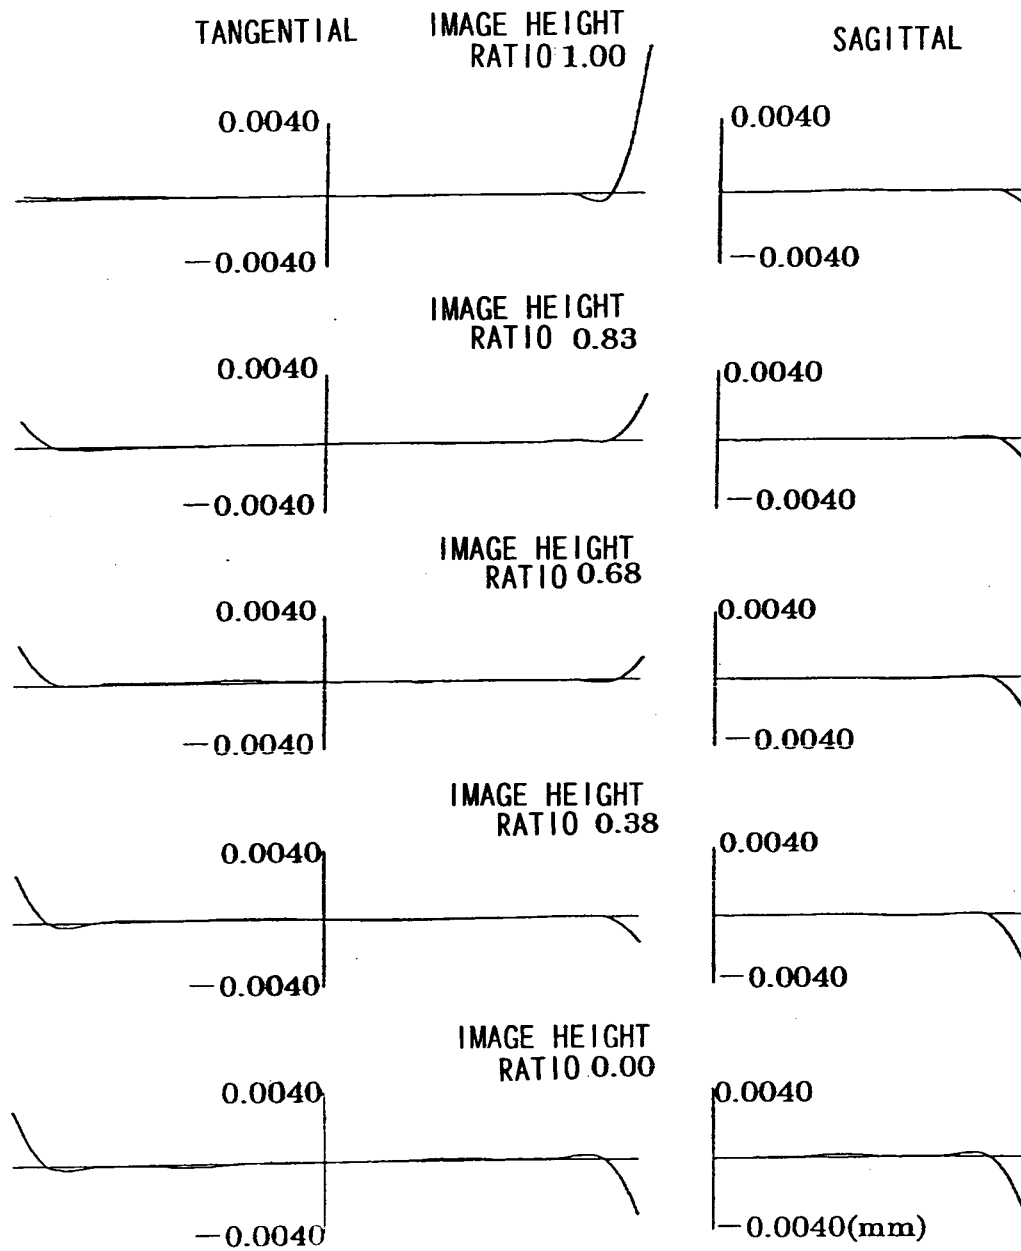 TANGENTIAL
IMAGE HEIGHT
RATIO 1.00
SAGITTAL
0.0040
−0.0040
0.0040
−0.0040
IMAGE HEIGHT
RATIO 0.83
0.0040
−0.0040
0.0040
−0.0040
IMAGE HEIGHT
RATIO 0.68
0.0040
−0.0040
0.0040
−0.0040
IMAGE HEIGHT
RATIO 0.38
0.0040
−0.0040
0.0040
−0.0040
IMAGE HEIGHT
RATIO 0.00
0.0040
−0.0040
0.0040
−0.0040(mm)